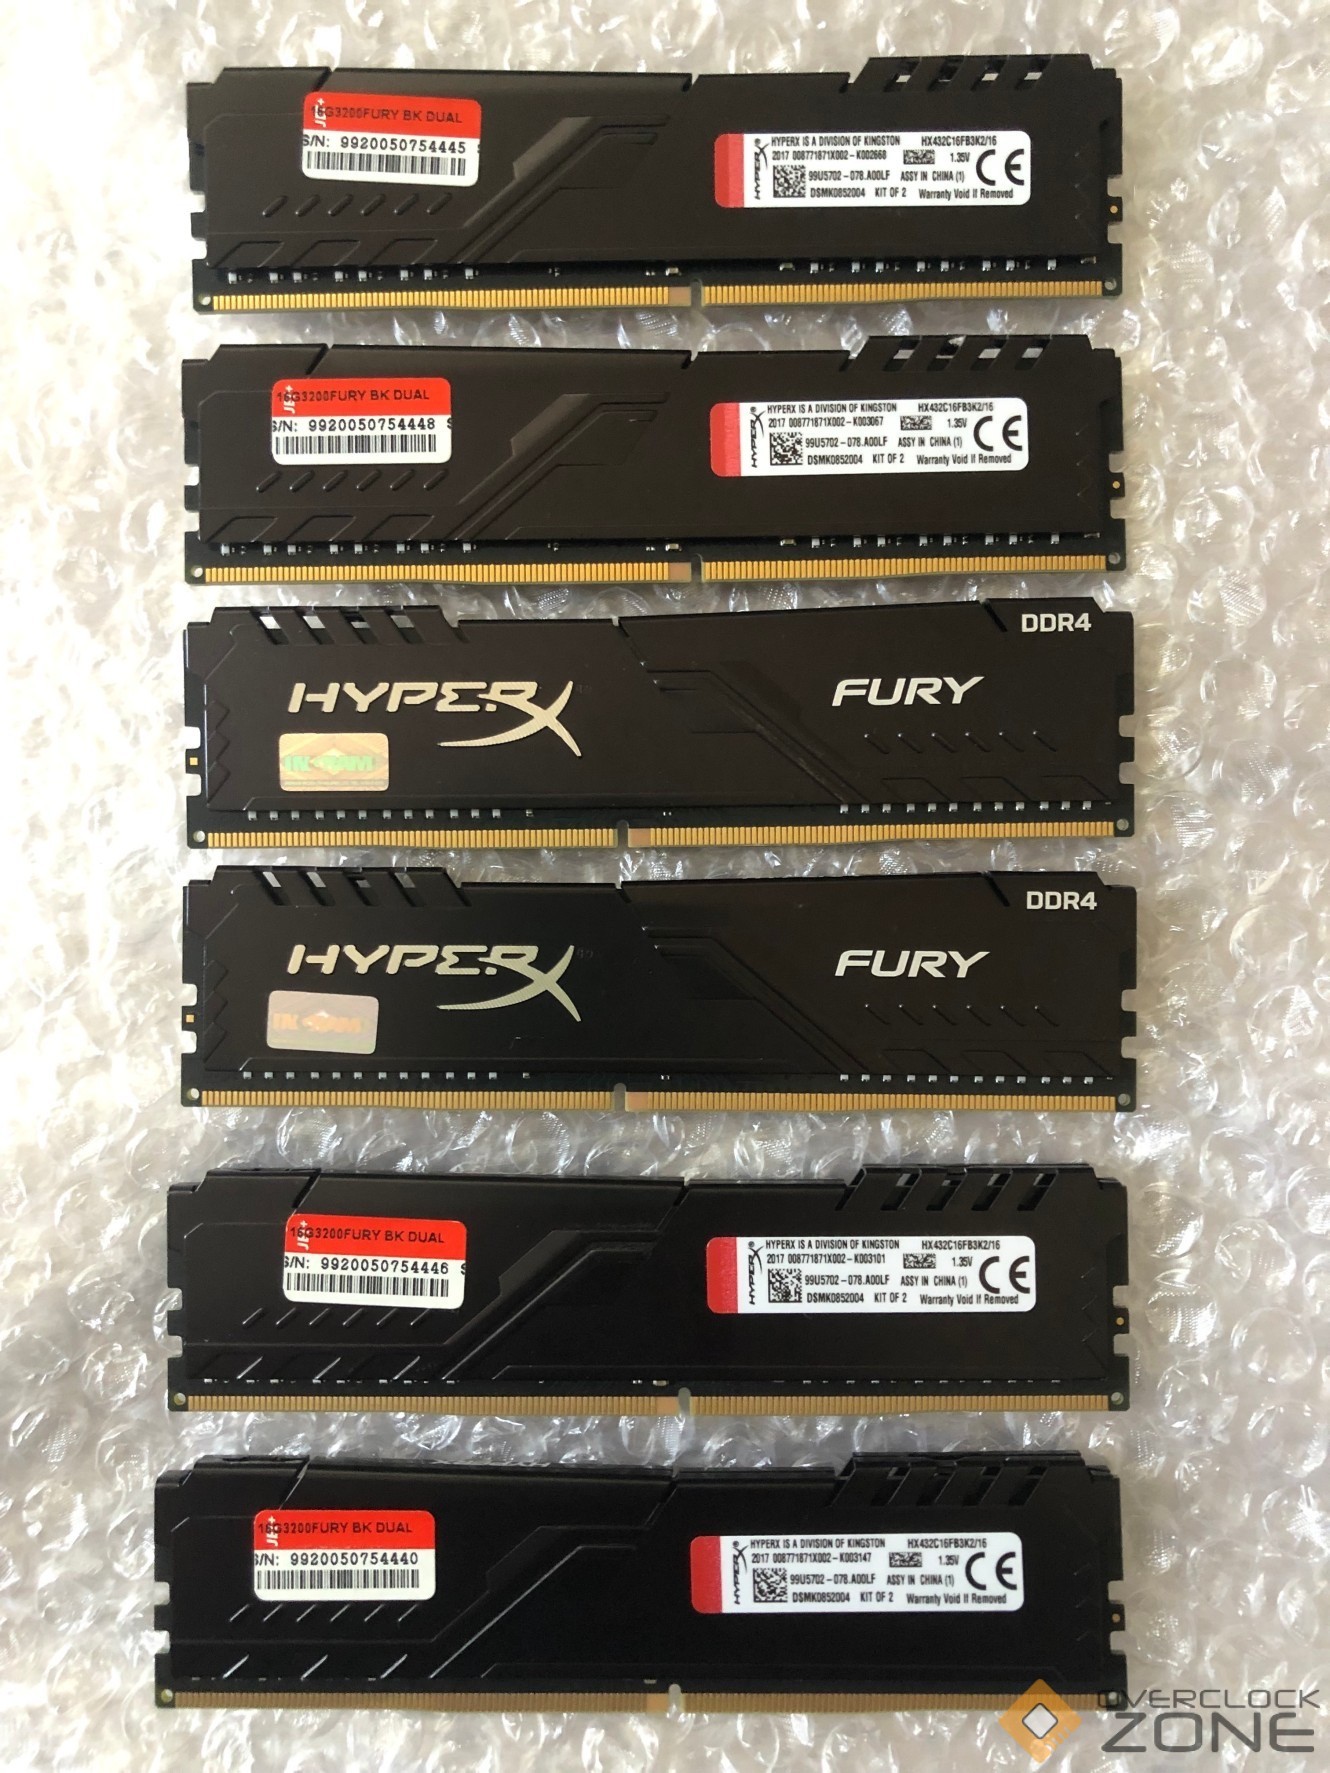 16G3200FURY BK DUAL
S/N: 9920050754445
HYPERX
HYPERX IS A DIVISION OF KINGSTON HX432C16FB3K2/16
2017 008771871X002-K002668 1.35V CE
99U5702-078.A00LF ASSY IN CHINA (1)
DSMK0852004 KIT OF 2 Warranty Void If Removed
16G3200FURY BK DUAL
S/N: 9920050754448
HYPERX
HYPERX IS A DIVISION OF KINGSTON HX432C16FB3K2/16
2017 008771871X002-K003067 1.35V CE
99U5702-078.A00LF ASSY IN CHINA (1)
DSMK0852004 KIT OF 2 Warranty Void If Removed
DDR4
HYPERX FURY
DDR4
HYPERX FURY
16G3200FURY BK DUAL
S/N: 9920050754446
HYPERX
HYPERX IS A DIVISION OF KINGSTON HX432C16FB3K2/16
2017 008771871X002-K003101 1.35V CE
99U5702-078.A00LF ASSY IN CHINA (1)
DSMK0852004 KIT OF 2 Warranty Void If Removed
16G3200FURY BK DUAL
S/N: 9920050754440
HYPERX
HYPERX IS A DIVISION OF KINGSTON HX432C16FB3K2/16
2017 008771871X002-K003147 1.35V CE
99U5702-078.A00LF ASSY IN CHINA (1)
DSMK0852004 KIT OF 2 Warranty Void If Removed
OVERCLOCK
ZONE